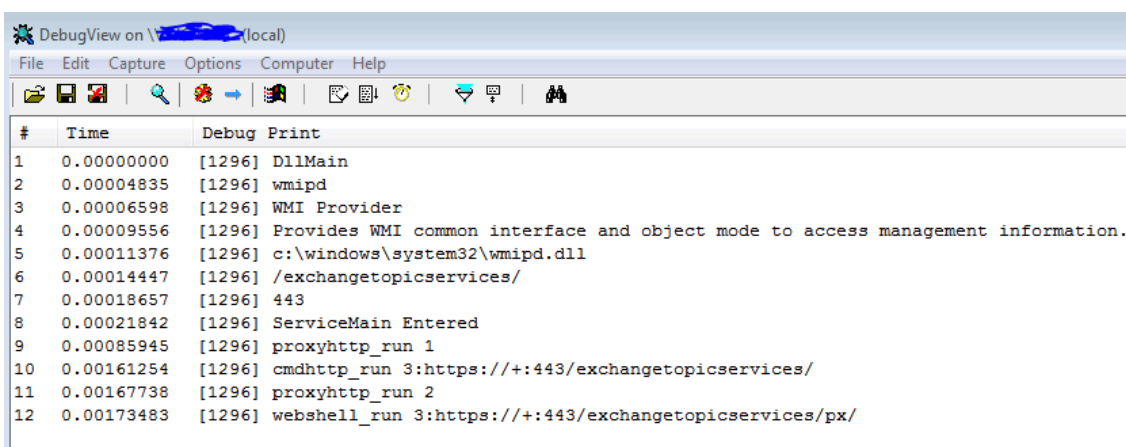 DebugView on \\ (local)
File Edit Capture Options Computer Help
# Time Debug Print
1 0.00000000 [1296] DllMain
2 0.00004835 [1296] wmipd
3 0.00006598 [1296] WMI Provider
4 0.00009556 [1296] Provides WMI common interface and object mode to access management information.
5 0.00011376 [1296] c:\windows\system32\wmipd.dll
6 0.00014447 [1296] /exchangetopicservices/
7 0.00018657 [1296] 443
8 0.00021842 [1296] ServiceMain Entered
9 0.00085945 [1296] proxyhttp_run 1
10 0.00161254 [1296] cmdhttp_run 3:https://+:443/exchangetopicservices/
11 0.00167738 [1296] proxyhttp_run 2
12 0.00173483 [1296] webshell_run 3:https://+:443/exchangetopicservices/px/